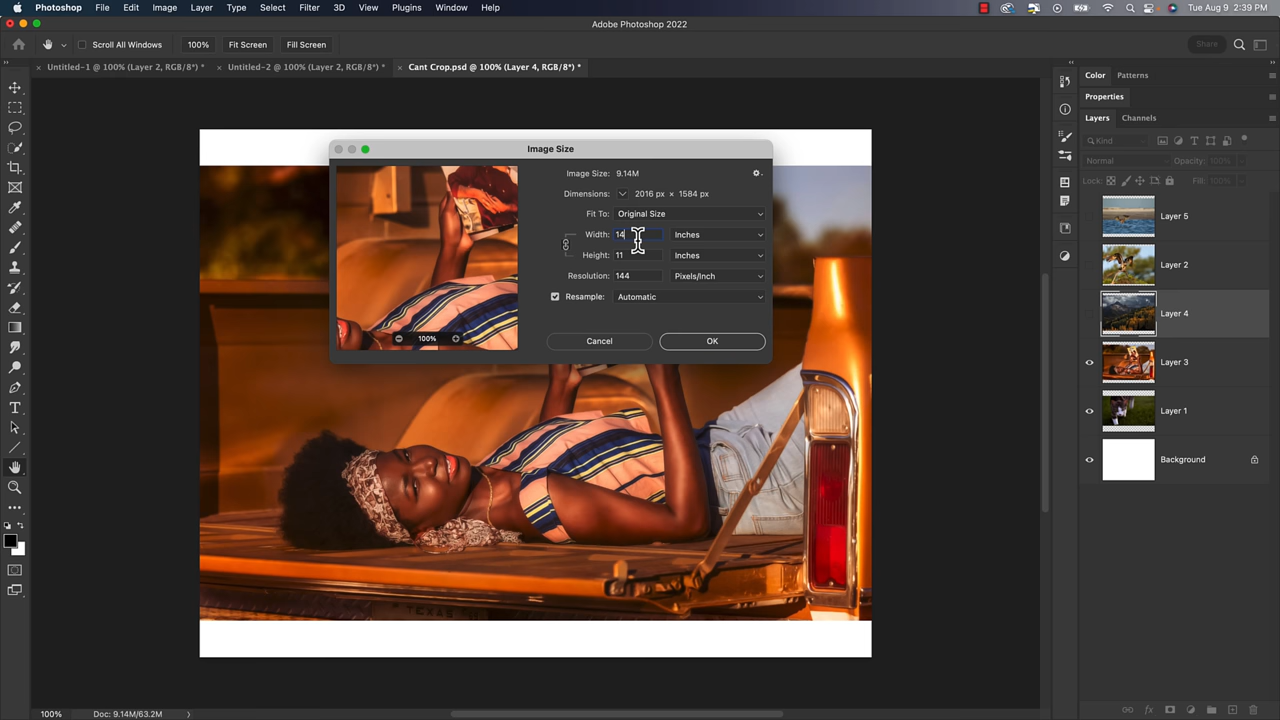 Photoshop File Edit Image Layer Type Select Filter 3D View Plugins Window Help Tue Aug 9 2:39 PM
Adobe Photoshop 2022
Scroll All Windows 100% Fit Screen Fill Screen Share
× Untitled-1 @ 100% (Layer 2, RGB/8*) * × Untitled-2 @ 100% (Layer 2, RGB/8*) * × Cant Crop.psd @ 100% (Layer 4, RGB/8*) *
Color Patterns
Properties
Layers Channels
Kind
Normal Opacity: 100%
Lock: Fill: 100%
Layer 5
Layer 2
Layer 4
Layer 3
Layer 1
Background
Image Size
Image Size: 9.14M
Dimensions: 2016 px × 1584 px
Fit To: Original Size
Width: 14 Inches
Height: 11 Inches
Resolution: 144 Pixels/Inch
Resample: Automatic
100%
Cancel OK
TEXAS
100% Doc: 9.14M/63.2M